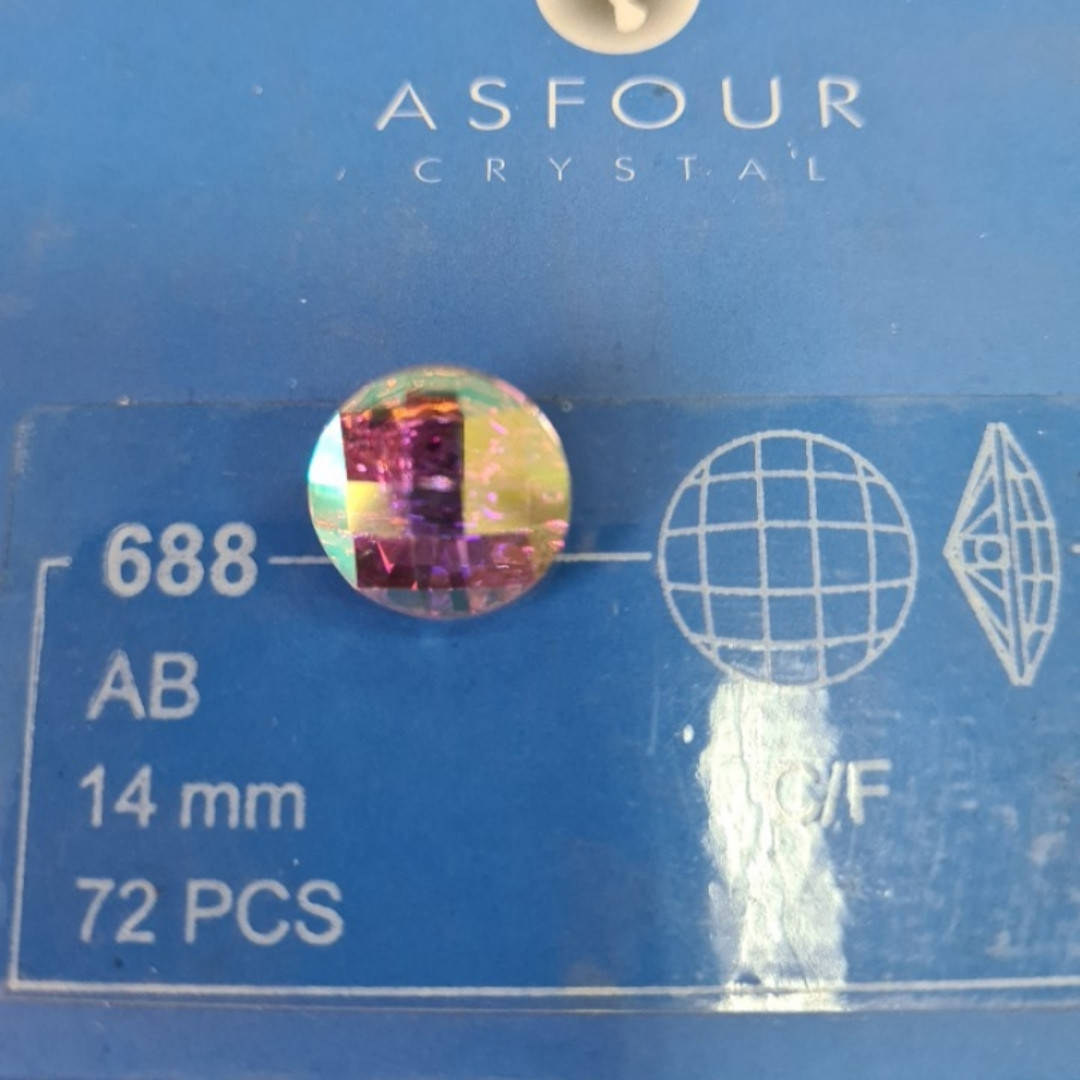 ASFOUR
CRYSTAL
688
AB
14 mm
C/F
72 PCS